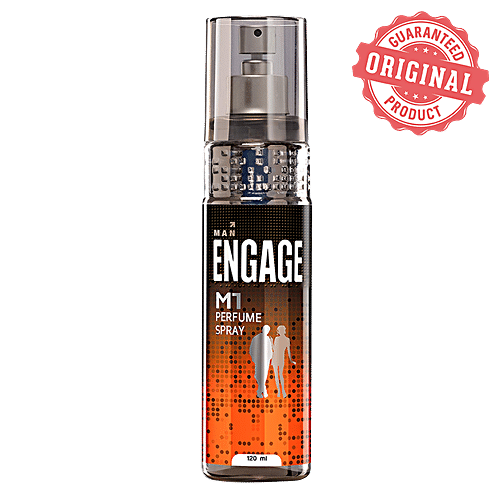 GUARANTEED
ORIGINAL
PRODUCT
MAN
ENGAGE
M1
PERFUME
SPRAY
120 ml